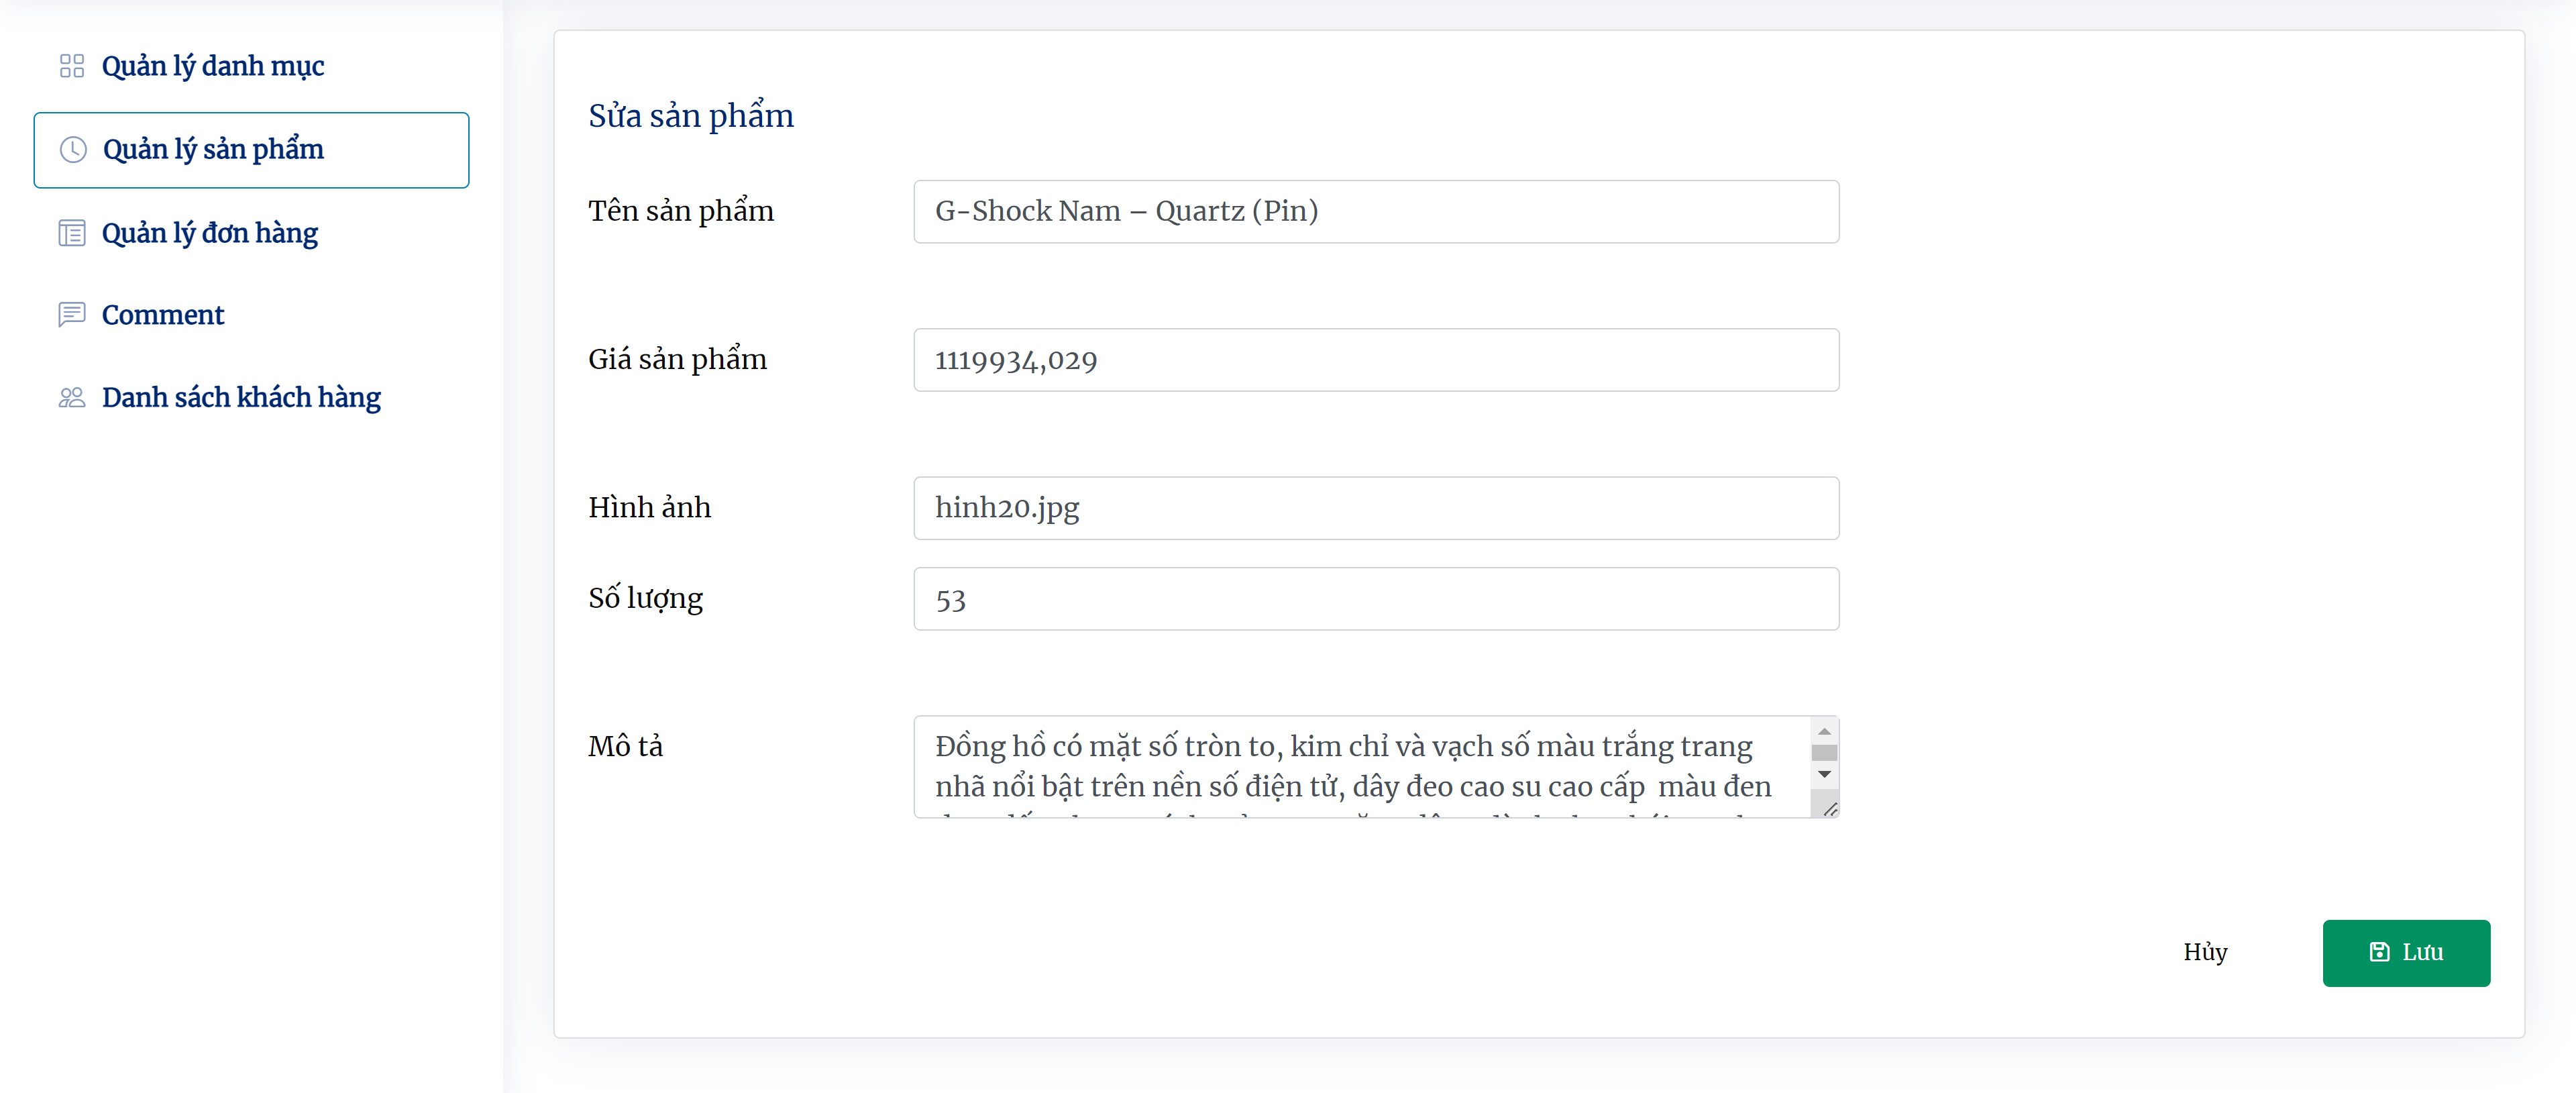 Quản lý danh mục
Quản lý sản phẩm
Quản lý đơn hàng
Comment
Danh sách khách hàng
Sửa sản phẩm
Tên sản phẩm
G-Shock Nam – Quartz (Pin)
Giá sản phẩm
1119934,029
Hình ảnh
hinh20.jpg
Số lượng
53
Mô tả
Đồng hồ có mặt số tròn to, kim chỉ và vạch số màu trắng trang
nhã nổi bật trên nền số điện tử, dây đeo cao su cao cấp  màu đen
Hủy
Lưu